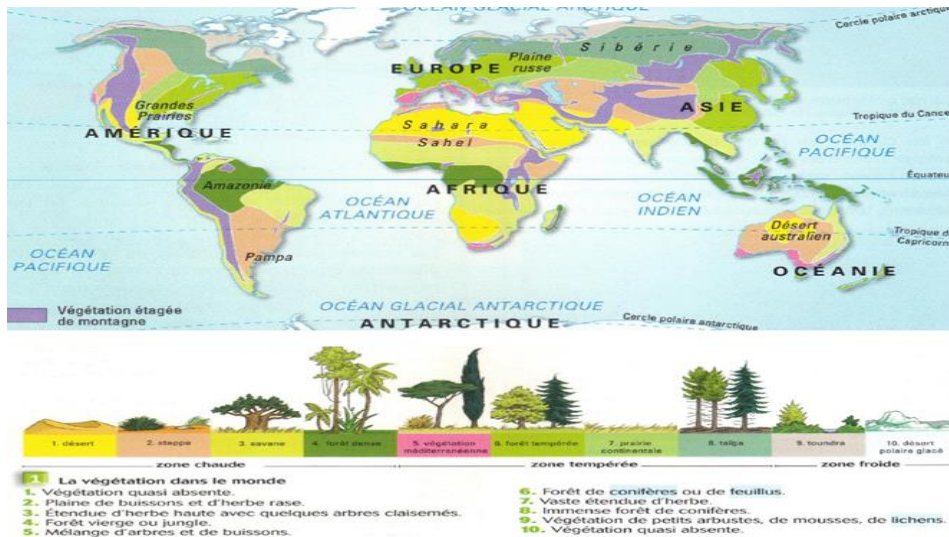 OCÉAN GLACIAL ARCTIQUE
Cercle polaire arctique
Sibérie
Plaine
russe
EUROPE
Grandes
Prairies
ASIE
AMÉRIQUE
Tropique du Cance
Sahara
Sahel
OCÉAN
PACIFIQUE
Équateu
Amazonie
AFRIQUE
OCÉAN
ATLANTIQUE
OCÉAN
INDIEN
Désert
australien
Tropique d
Capricorn
Pampa
OCÉAN
PACIFIQUE
OCÉANIE
OCÉAN GLACIAL ANTARCTIQUE
Végétation étagée
de montagne
ANTARCTIQUE
Cercle polaire antarctique
1. désert
2. steppe
3. savane
4. forêt dense
5. végétation
méditerranéenne
6. forêt tempérée
7. prairie
continentale
8. taïga
9. toundra
10. désert
polaire glacé
zone chaude
zone tempérée
zone froide
1 La végétation dans le monde
1. Végétation quasi absente.
2. Plaine de buissons et d'herbe rase.
3. Étendue d'herbe haute avec quelques arbres claisemés.
4. Forêt vierge ou jungle.
5. Mélange d'arbres et de buissons.
6. Forêt de conifères ou de feuillus.
7. Vaste étendue d'herbe.
8. Immense forêt de conifères.
9. Végétation de petits arbustes, de mousses, de lichens.
10. Végétation quasi absente.